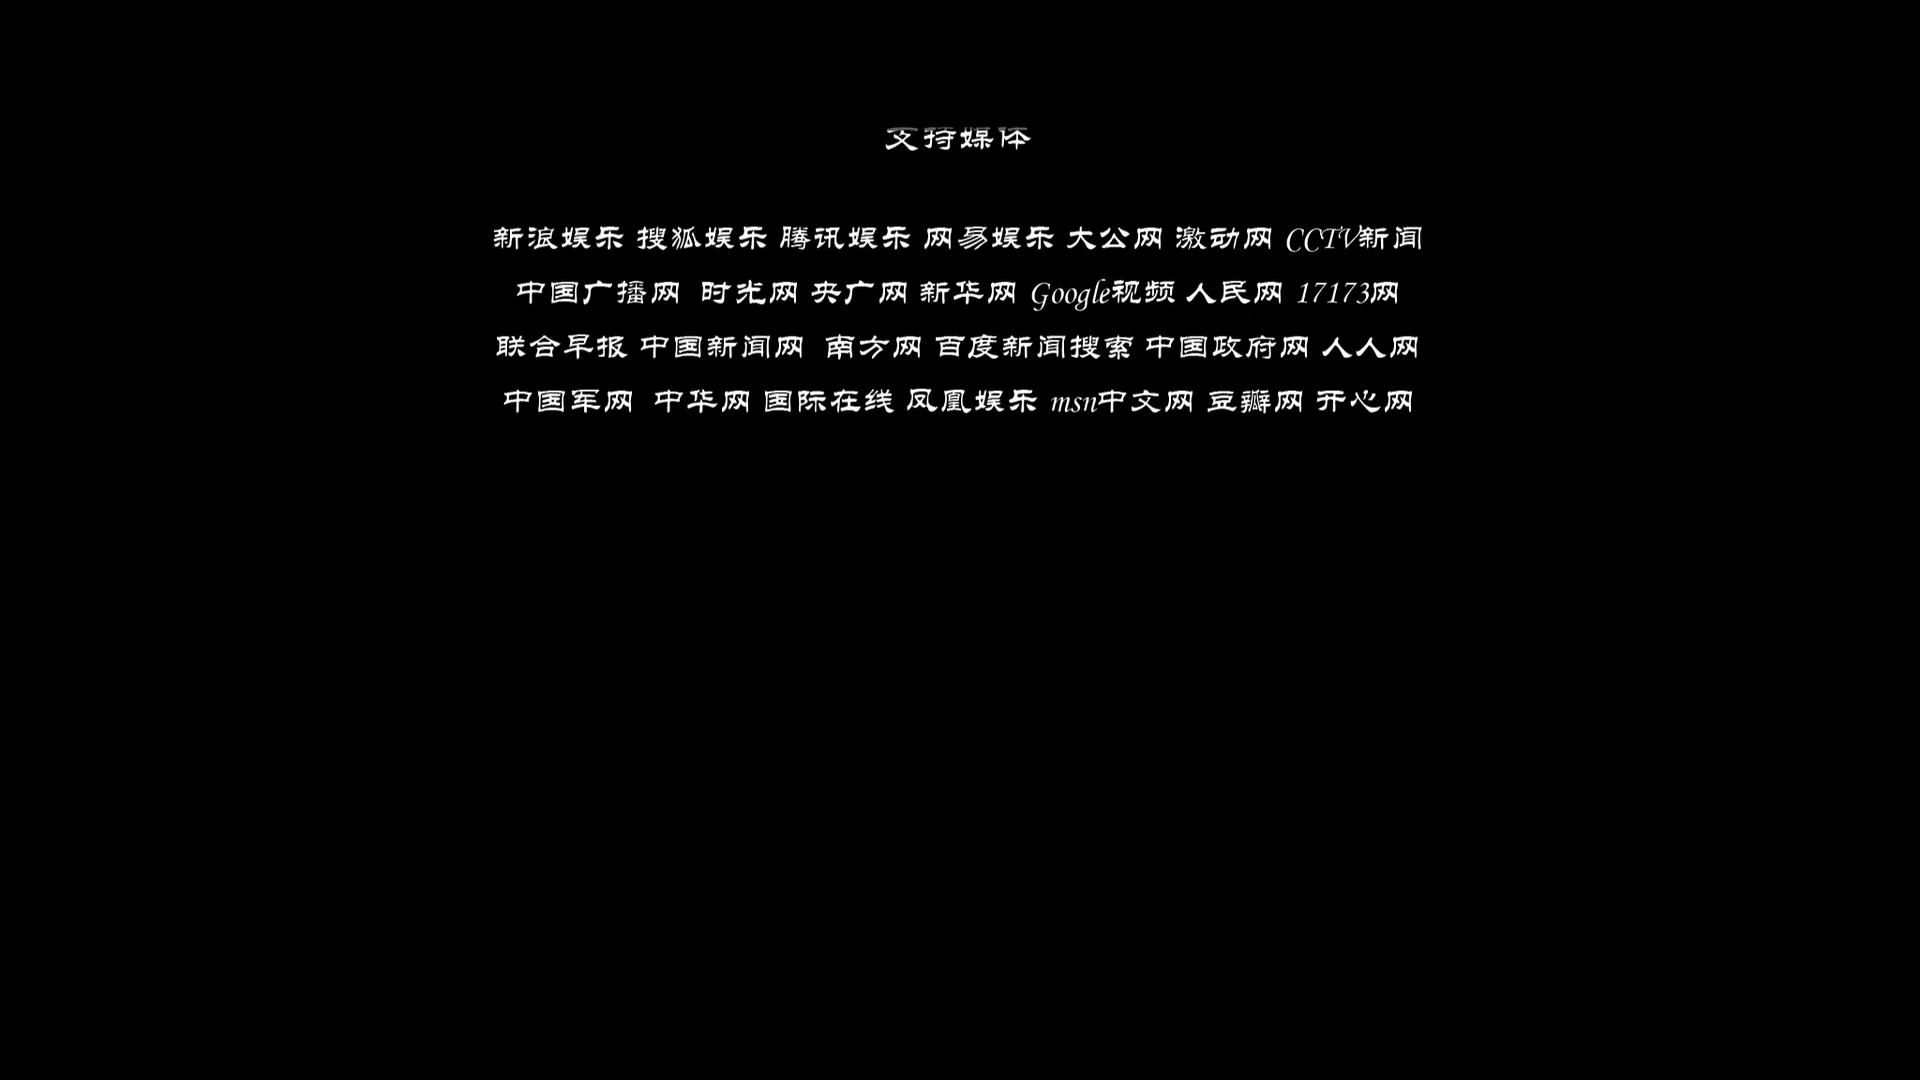 支持媒体
新浪娱乐 搜狐娱乐 腾讯娱乐 网易娱乐 大公网 激动网 CCTV新闻
中国广播网 时光网 央广网 新华网 Google视频 人民网 17173网
联合早报 中国新闻网 南方网 百度新闻搜索 中国政府网 人人网
中国军网 中华网 国际在线 凤凰娱乐 msn中文网 豆瓣网 开心网